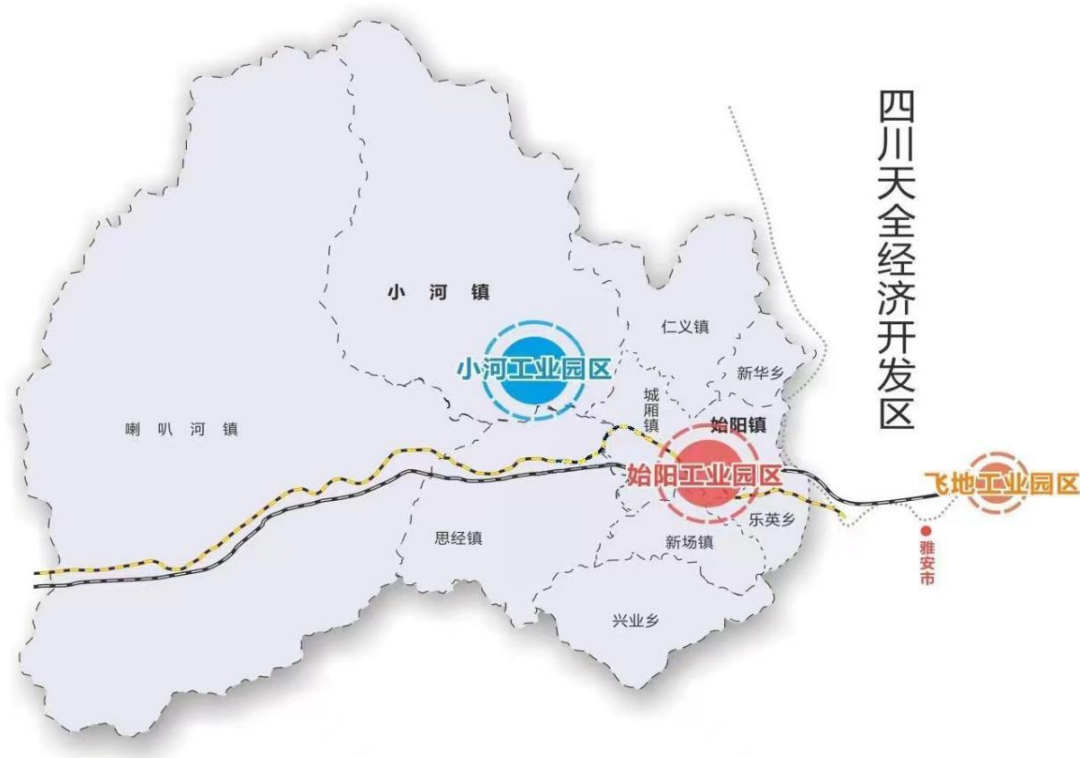 四川天全经济开发区
小河镇
仁义镇
小河工业园区
新华乡
城厢镇
喇叭河镇
始阳镇
始阳工业园区
飞地工业园区
乐英乡
思经镇
新场镇
雅安市
兴业乡